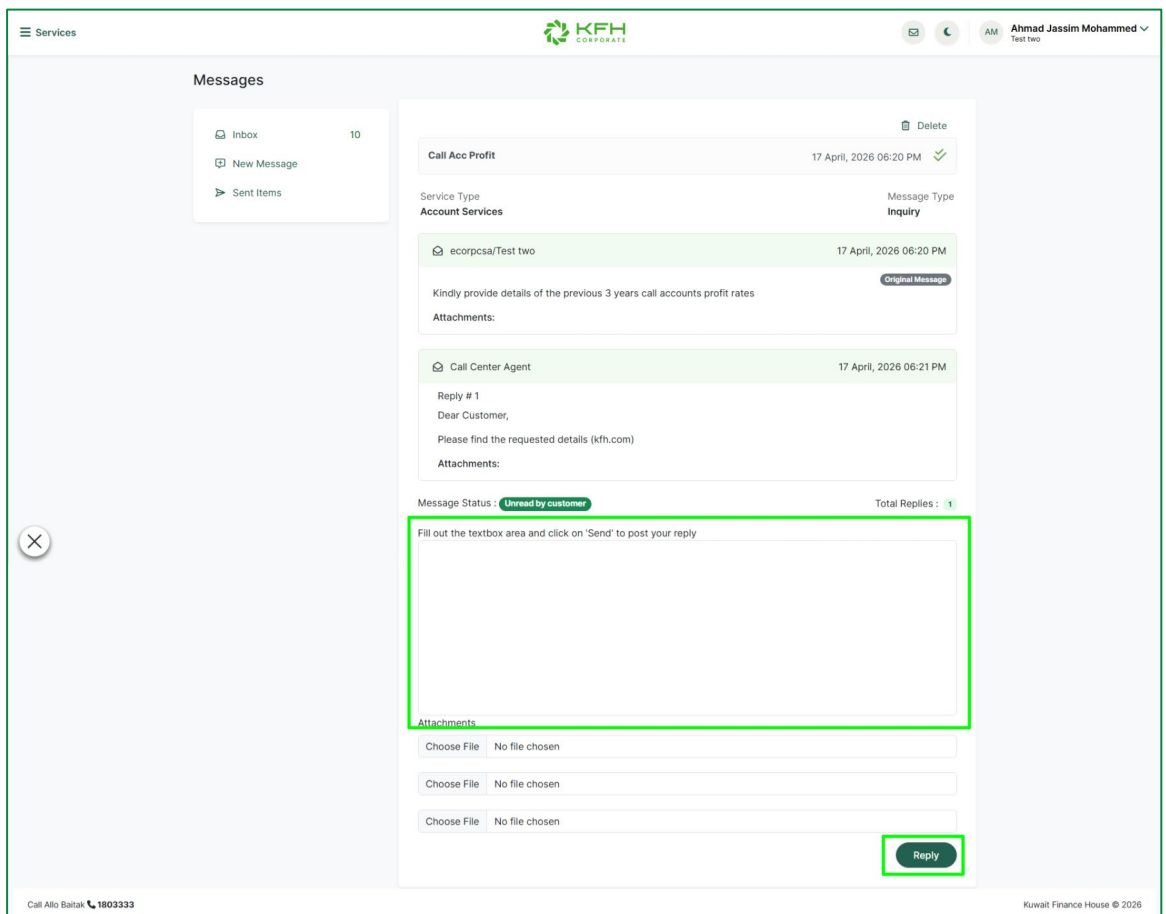 Services
KFH
CORPORATE
AM
Ahmad Jassim Mohammed
Test two
Messages
Inbox 10
New Message
Sent Items
Delete
Call Acc Profit 17 April, 2026 06:20 PM
Service Type Message Type
Account Services Inquiry
ecorpcsa/Test two 17 April, 2026 06:20 PM
Original Message
Kindly provide details of the previous 3 years call accounts profit rates
Attachments:
Call Center Agent 17 April, 2026 06:21 PM
Reply # 1
Dear Customer,
Please find the requested details (kfh.com)
Attachments:
Message Status : Unread by customer Total Replies : 1
Fill out the textbox area and click on 'Send' to post your reply
Attachments
Choose File No file chosen
Choose File No file chosen
Choose File No file chosen
Reply
Call Allo Baitak 1803333 Kuwait Finance House © 2026